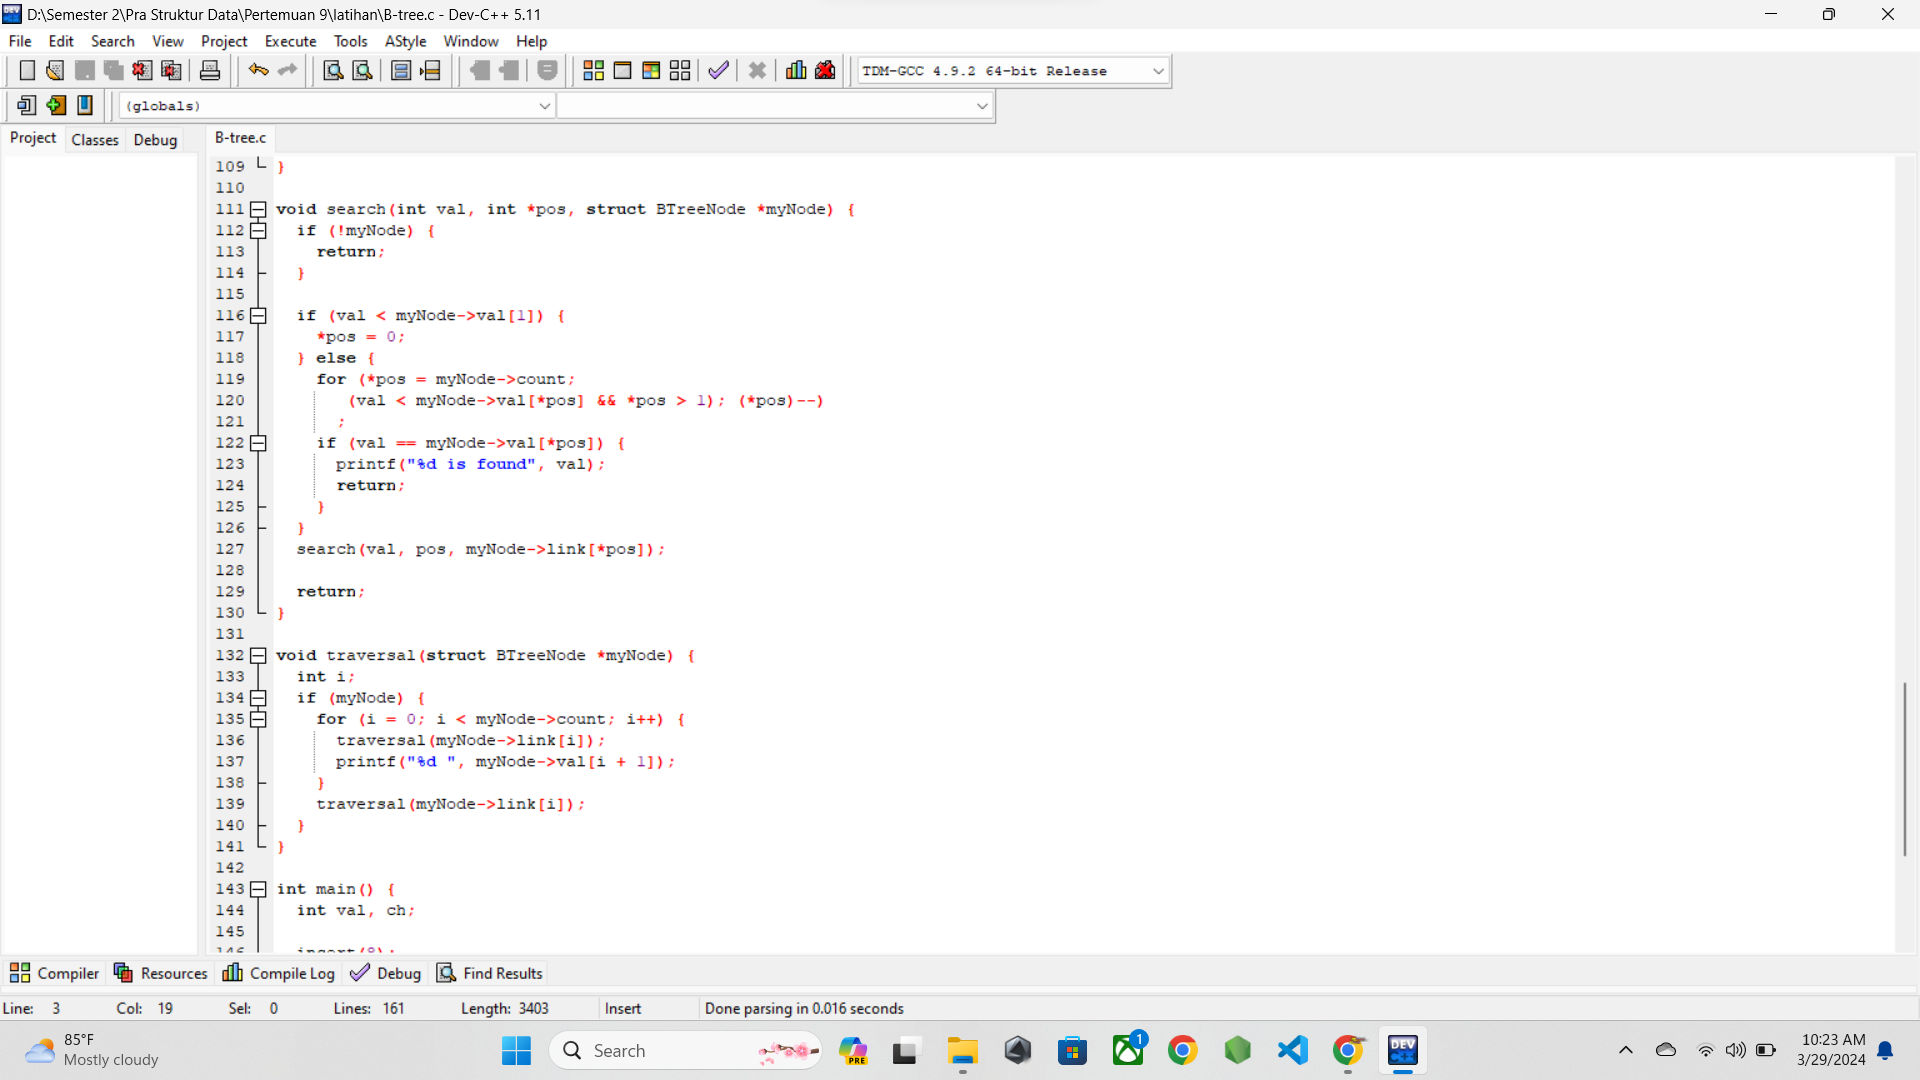 D:\Semester 2\Pra Struktur Data\Pertemuan 9\latihan\B-tree.c - Dev-C++ 5.11
File Edit Search View Project Execute Tools AStyle Window Help
TDM-GCC 4.9.2 64-bit Release
(globals)
Project Classes Debug B-tree.c
109 }
110
111 void search(int val, int *pos, struct BTreeNode *myNode) {
112 if (!myNode) {
113 return;
114 }
115
116 if (val < myNode->val[1]) {
117 *pos = 0;
118 } else {
119 for (*pos = myNode->count;
120 (val < myNode->val[*pos] && *pos > 1); (*pos)--)
121 ;
122 if (val == myNode->val[*pos]) {
123 printf("%d is found", val);
124 return;
125 }
126 }
127 search(val, pos, myNode->link[*pos]);
128
129 return;
130 }
131
132 void traversal(struct BTreeNode *myNode) {
133 int i;
134 if (myNode) {
135 for (i = 0; i < myNode->count; i++) {
136 traversal(myNode->link[i]);
137 printf("%d ", myNode->val[i + 1]);
138 }
139 traversal(myNode->link[i]);
140 }
141 }
142
143 int main() {
144 int val, ch;
145
146 insert(8);
Compiler Resources Compile Log Debug Find Results
Line: 3 Col: 19 Sel: 0 Lines: 161 Length: 3403 Insert Done parsing in 0.016 seconds
85°F
Mostly cloudy
Search
PRE
1
DEV C++
10:23 AM
3/29/2024